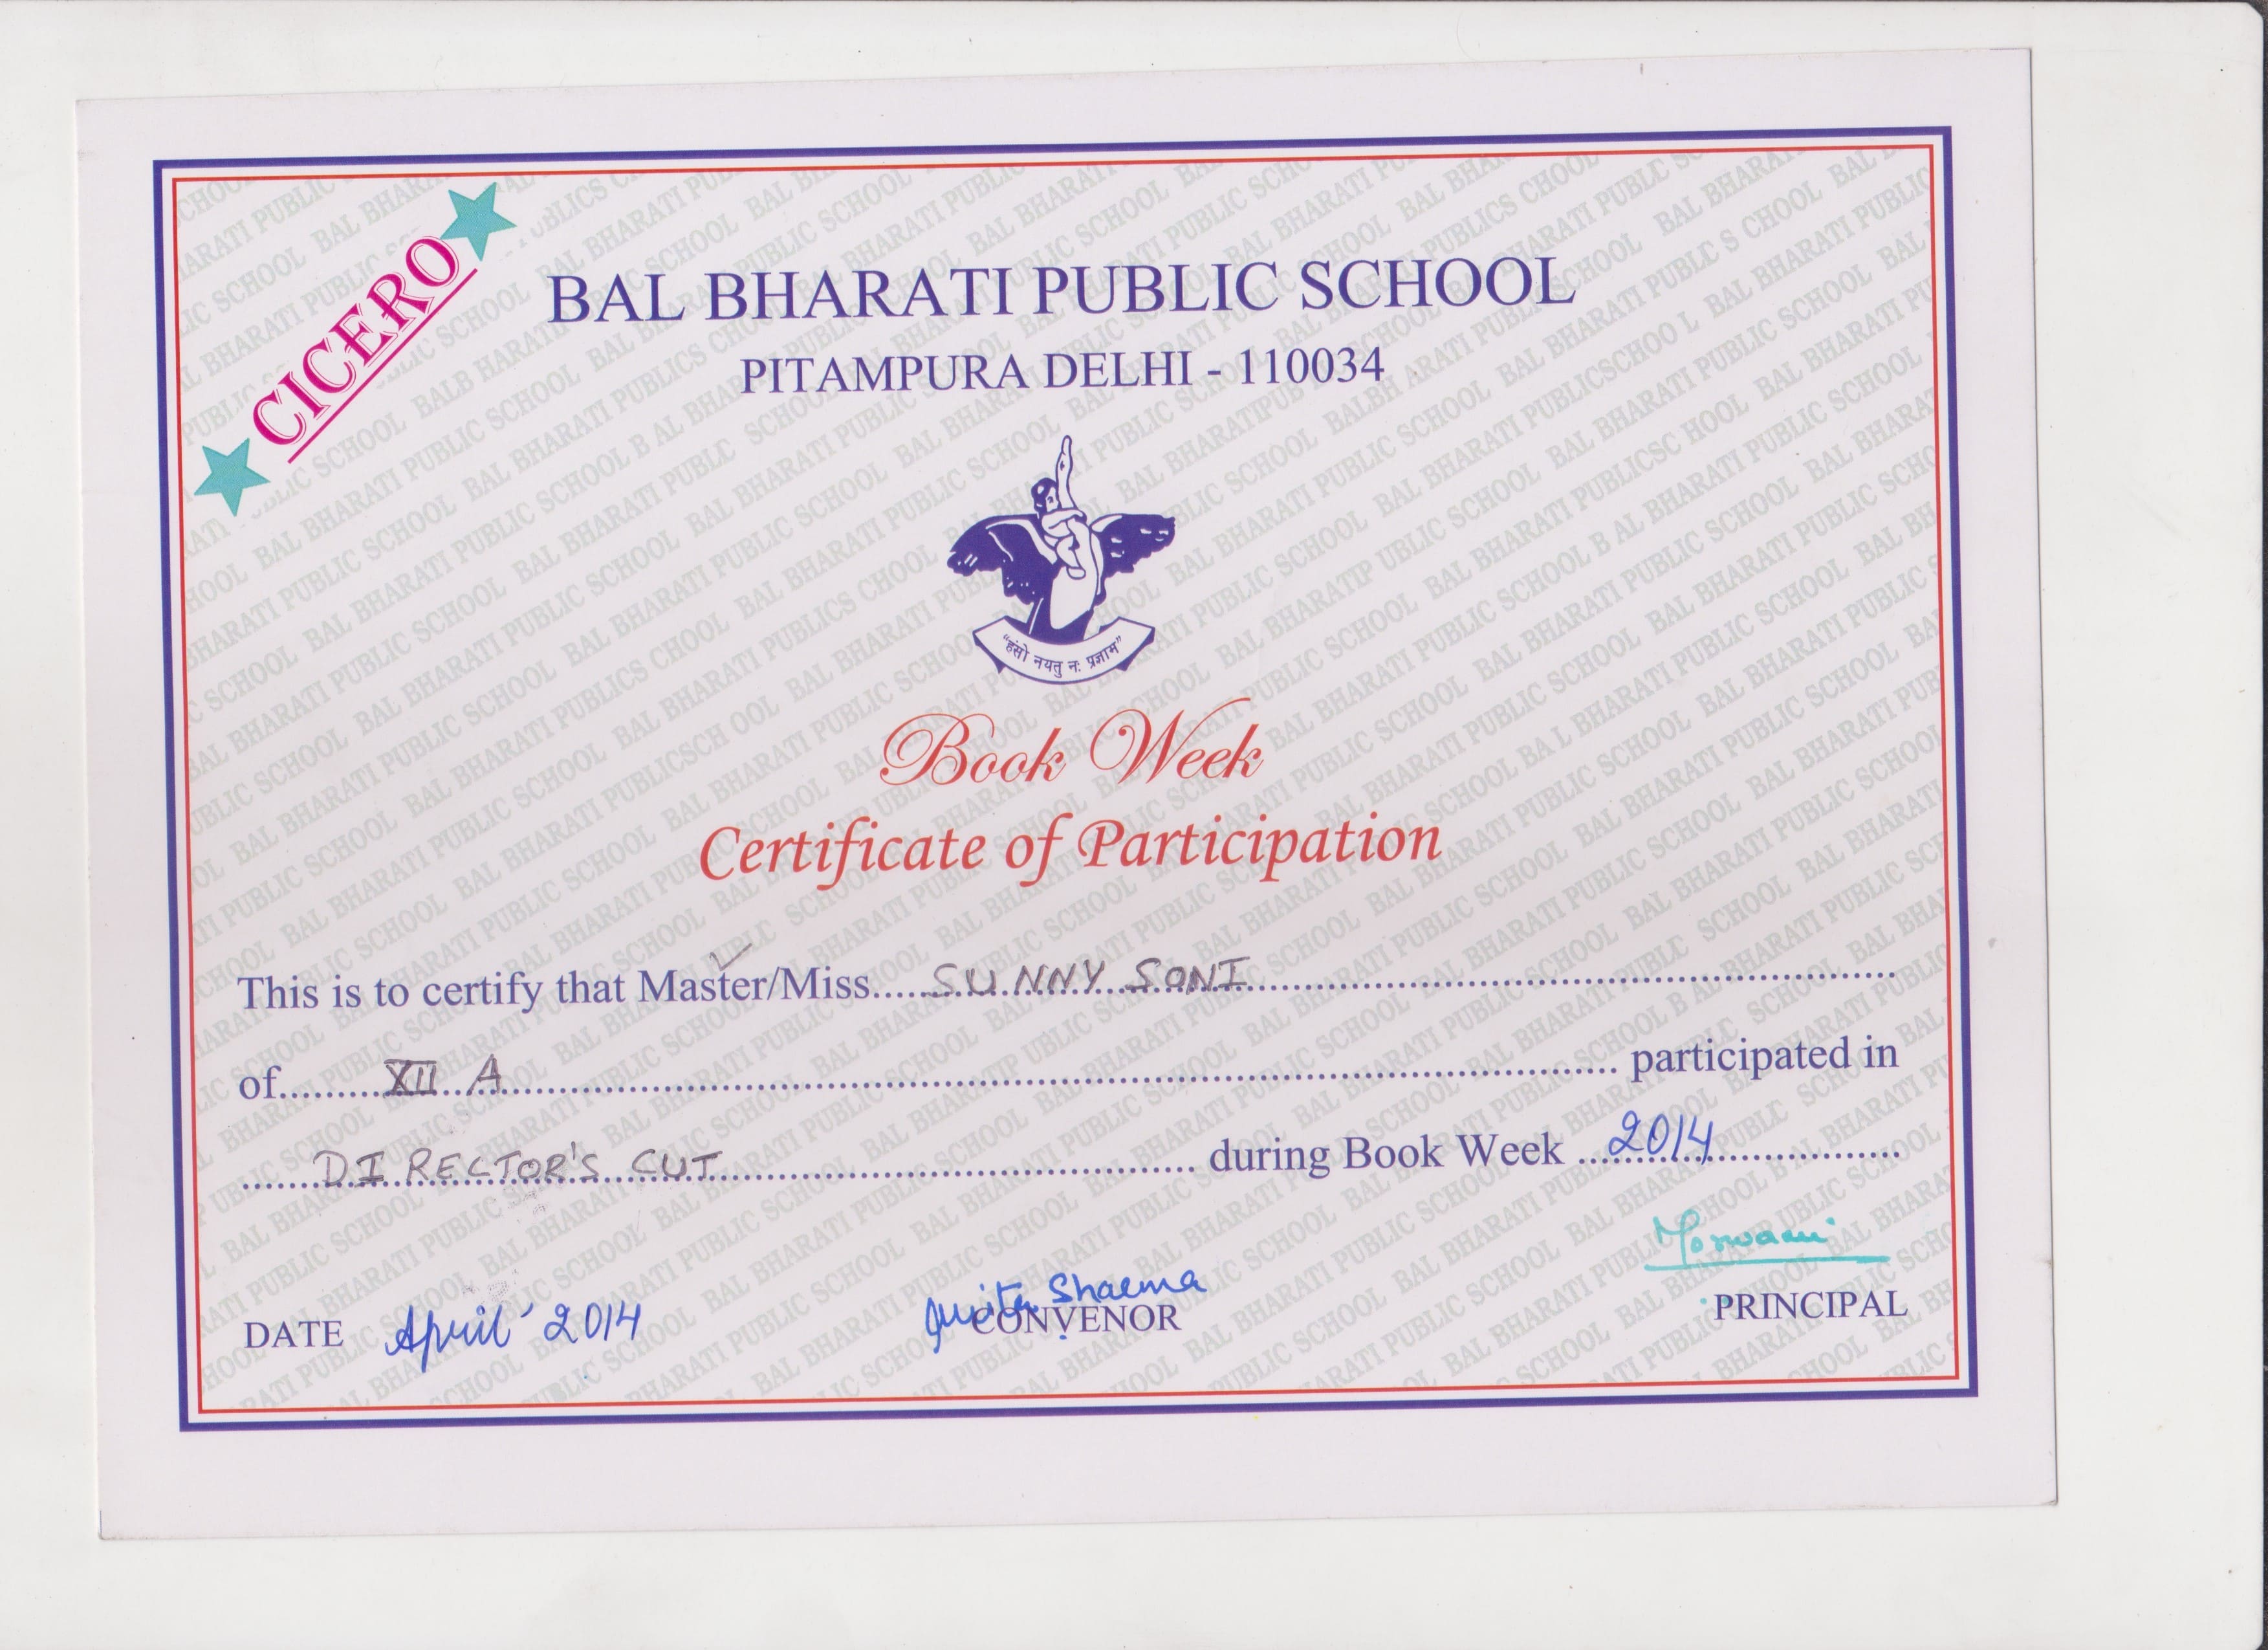 CICERO
BAL BHARATI PUBLIC SCHOOL
PITAMPURA DELHI - 110034
"हंसो नयतु नः प्रज्ञाम"
Book Week
Certificate of Participation
This is to certify that Master/Miss.....SUNNY SONI.....
of.....XII A..... participated in
.....DIRECTOR'S CUT..... during Book Week .....2014.....
DATE April' 2014
Sharma
CONVENOR
PRINCIPAL